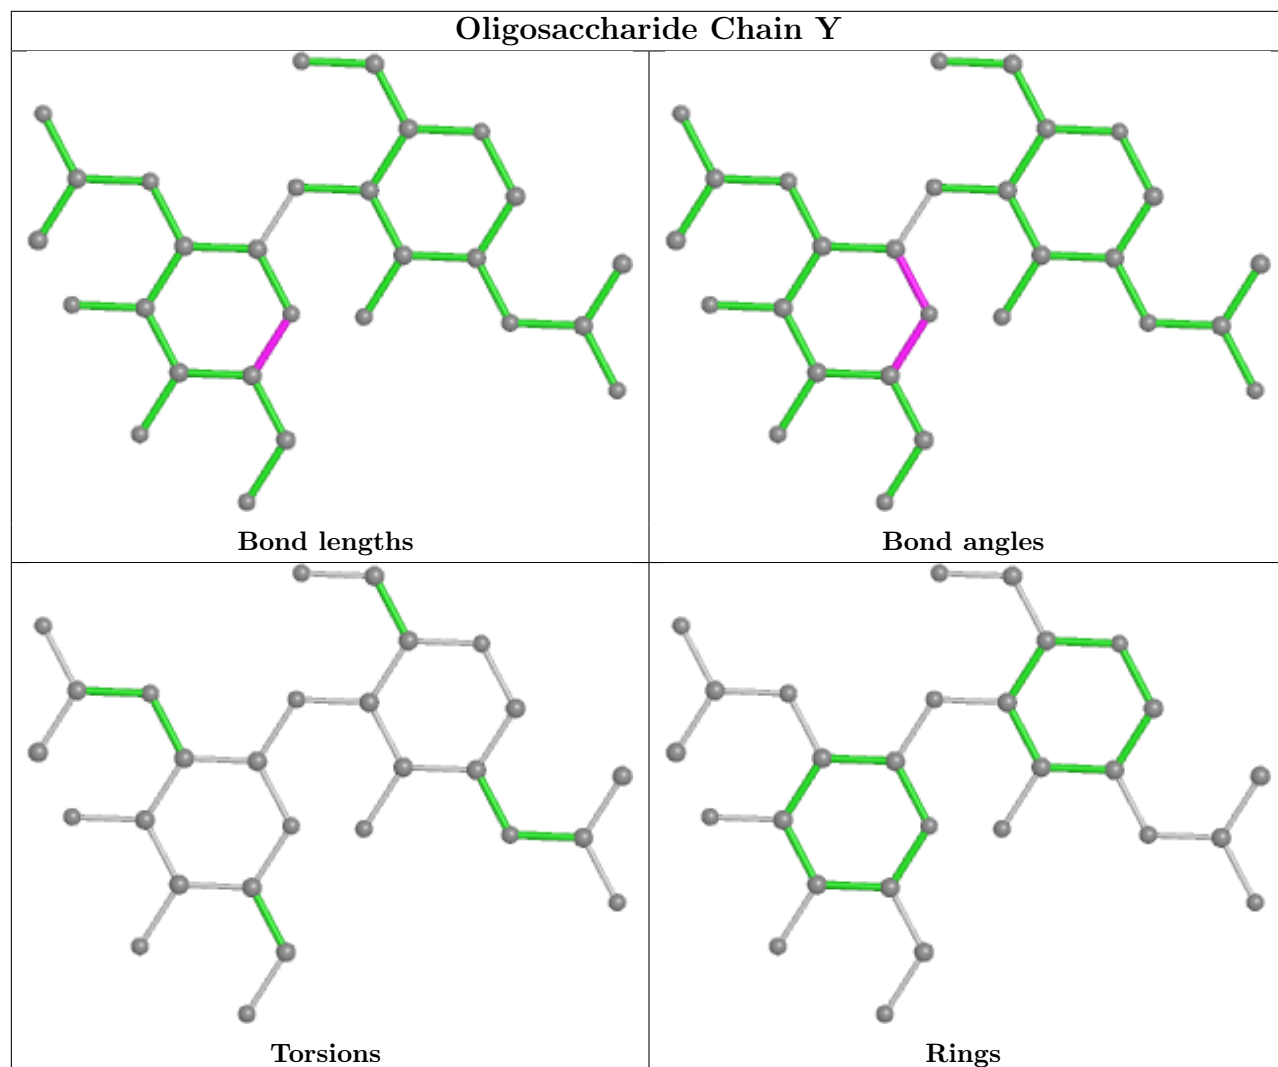 Oligosaccharide Chain Y
Bond lengths
Bond angles
Torsions
Rings